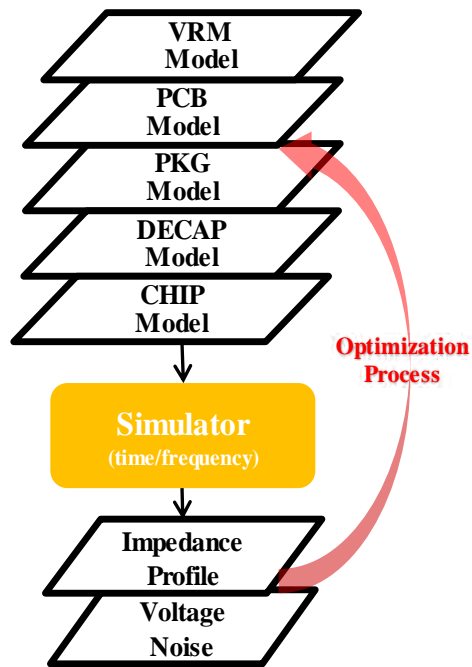 VRM
Model
PCB
Model
PKG
Model
DECAP
Model
CHIP
Model
Optimization
Process
Simulator
(time/frequency)
Impedance
Profile
Voltage
Noise